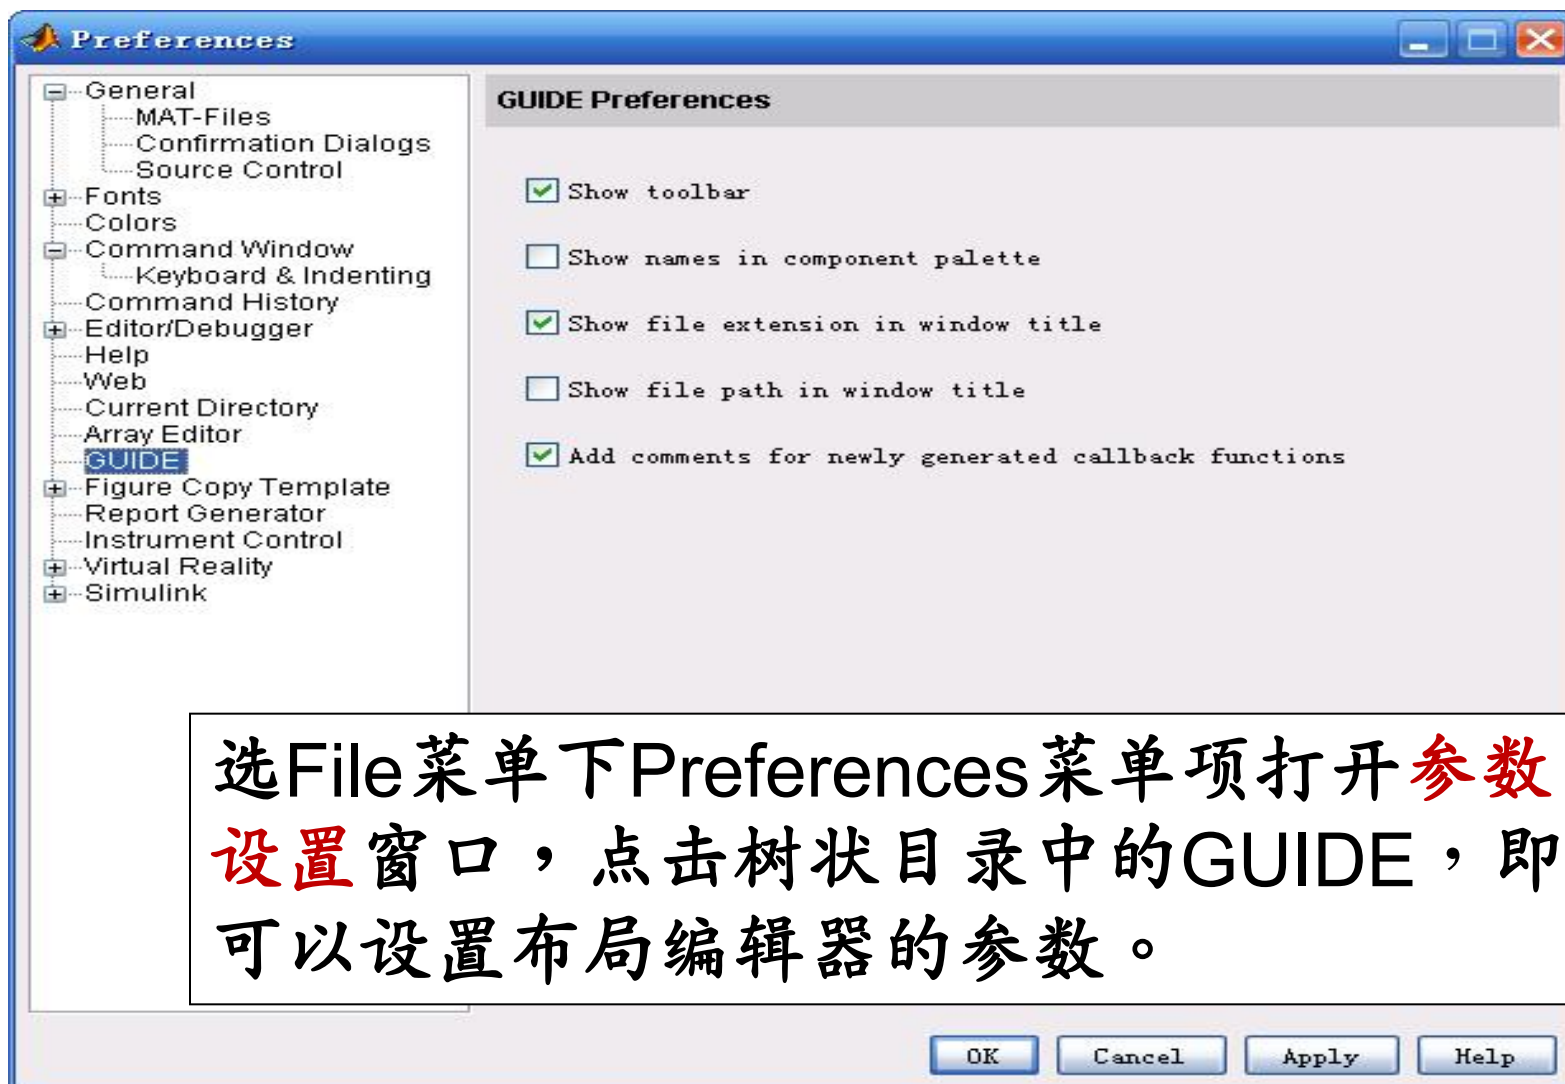 Preferences
General
MAT-Files
Confirmation Dialogs
Source Control
Fonts
Colors
Command Window
Keyboard & Indenting
Command History
Editor/Debugger
Help
Web
Current Directory
Array Editor
GUIDE
Figure Copy Template
Report Generator
Instrument Control
Virtual Reality
Simulink
GUIDE Preferences
Show toolbar
Show names in component palette
Show file extension in window title
Show file path in window title
Add comments for newly generated callback functions
选File菜单下Preferences菜单项打开参数
设置窗口，点击树状目录中的GUIDE，即
可以设置布局编辑器的参数。
OK Cancel Apply Help